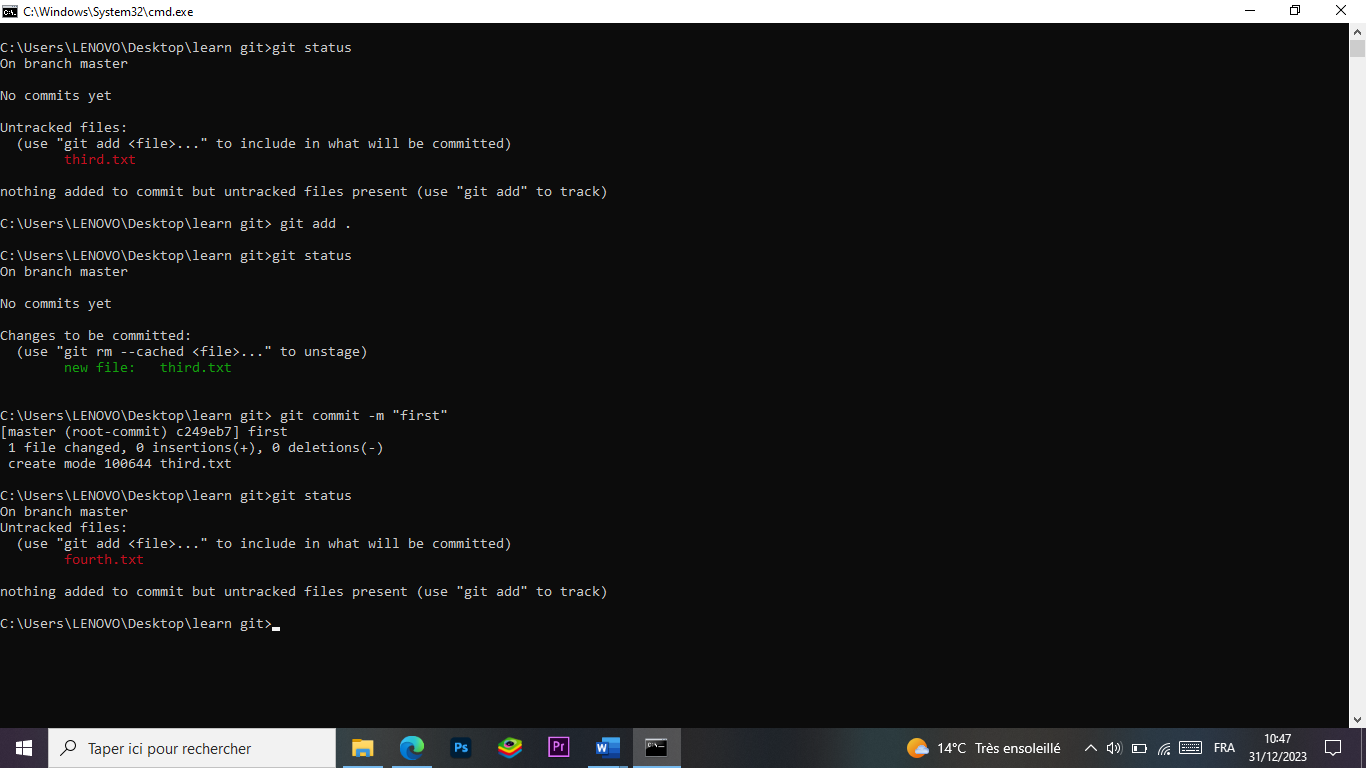 C:\Windows\System32\cmd.exe
C:\Users\LENOVO\Desktop\learn git>git status
On branch master
No commits yet
Untracked files:
  (use "git add <file>..." to include in what will be committed)
        third.txt
nothing added to commit but untracked files present (use "git add" to track)
C:\Users\LENOVO\Desktop\learn git> git add .
C:\Users\LENOVO\Desktop\learn git>git status
On branch master
No commits yet
Changes to be committed:
  (use "git rm --cached <file>..." to unstage)
        new file:   third.txt
C:\Users\LENOVO\Desktop\learn git> git commit -m "first"
[master (root-commit) c249eb7] first
 1 file changed, 0 insertions(+), 0 deletions(-)
 create mode 100644 third.txt
C:\Users\LENOVO\Desktop\learn git>git status
On branch master
Untracked files:
  (use "git add <file>..." to include in what will be committed)
        fourth.txt
nothing added to commit but untracked files present (use "git add" to track)
C:\Users\LENOVO\Desktop\learn git>
Taper ici pour rechercher
Ps
Pr
W
14°C Très ensoleillé
FRA
10:47
31/12/2023